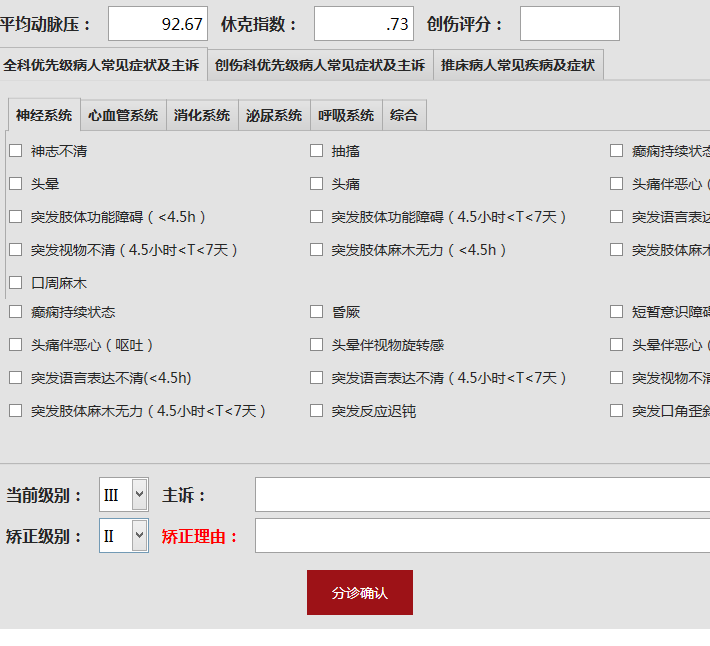 平均动脉压： 92.67 休克指数： .73 创伤评分：
全科优先级病人常见症状及主诉 创伤科优先级病人常见症状及主诉 推床病人常见疾病及症状
神经系统 心血管系统 消化系统 泌尿系统 呼吸系统 综合
神志不清 抽搐 癫痫持续状态
头晕 头痛 头痛伴恶心（
突发肢体功能障碍（<4.5h） 突发肢体功能障碍（4.5小时<T<7天） 突发语言表达
突发视物不清（4.5小时<T<7天） 突发肢体麻木无力（<4.5h） 突发肢体麻木
口周麻木
癫痫持续状态 昏厥 短暂意识障碍
头痛伴恶心（呕吐） 头晕伴视物旋转感 头晕伴恶心（
突发语言表达不清(<4.5h) 突发语言表达不清（4.5小时<T<7天） 突发视物不清
突发肢体麻木无力（4.5小时<T<7天） 突发反应迟钝 突发口角歪斜
当前级别： III 主诉：
矫正级别： II 矫正理由：
分诊确认